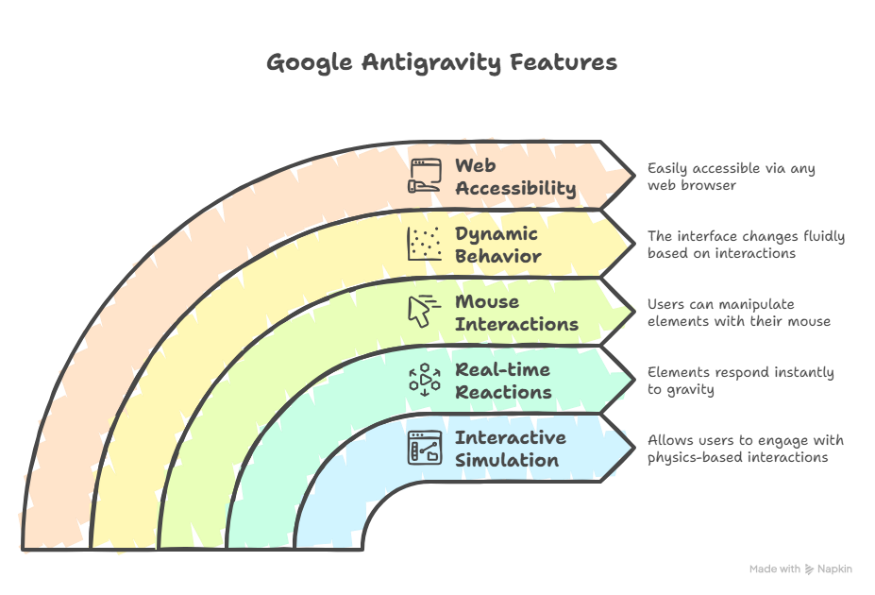 Google Antigravity Features
Web
Accessibility
Easily accessible via any
web browser
Dynamic
Behavior
The interface changes fluidly
based on interactions
Mouse
Interactions
Users can manipulate
elements with their mouse
Real-time
Reactions
Elements respond instantly
to gravity
Interactive
Simulation
Allows users to engage with
physics-based interactions
Made with Napkin